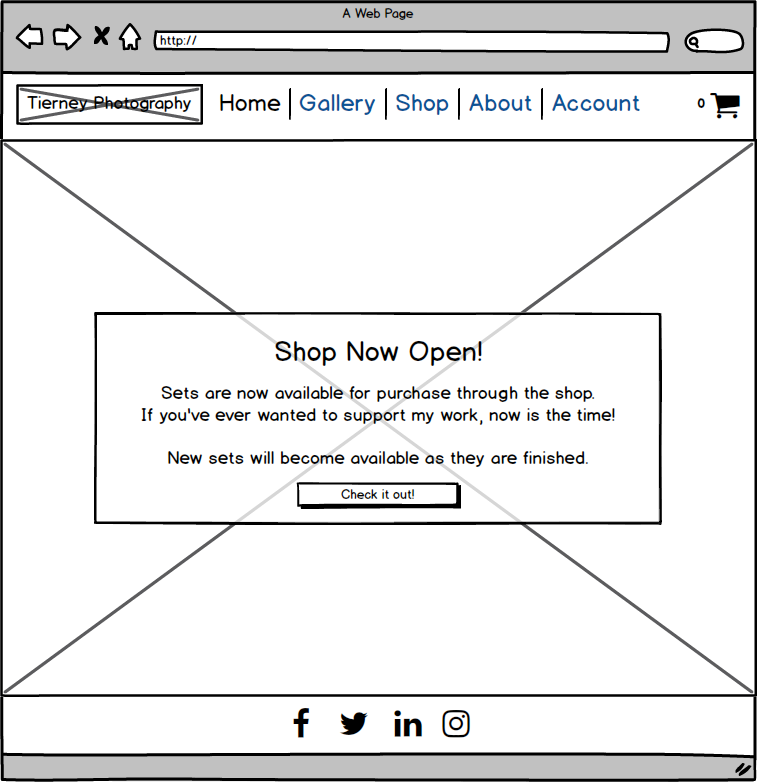 A Web Page
http://
Tierney Photography
Home Gallery Shop About Account
0
Shop Now Open!
Sets are now available for purchase through the shop.
If you've ever wanted to support my work, now is the time!
New sets will become available as they are finished.
Check it out!